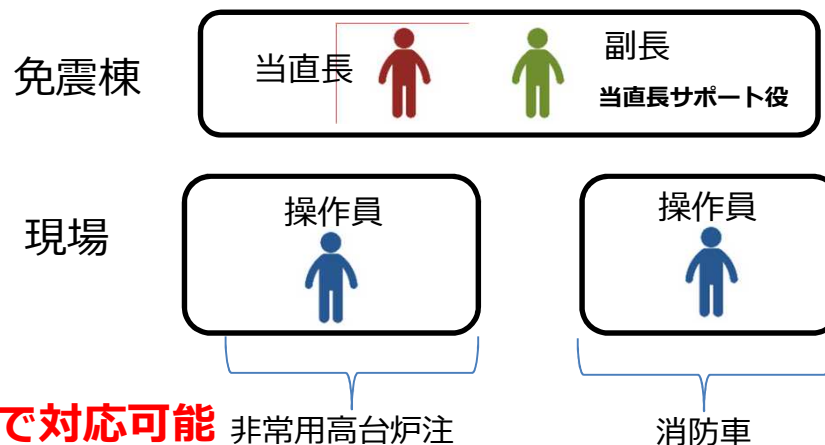 免震棟
当直長
副長
当直長サポート役
現場
操作員
操作員
で対応可能
非常用高台炉注
消防車